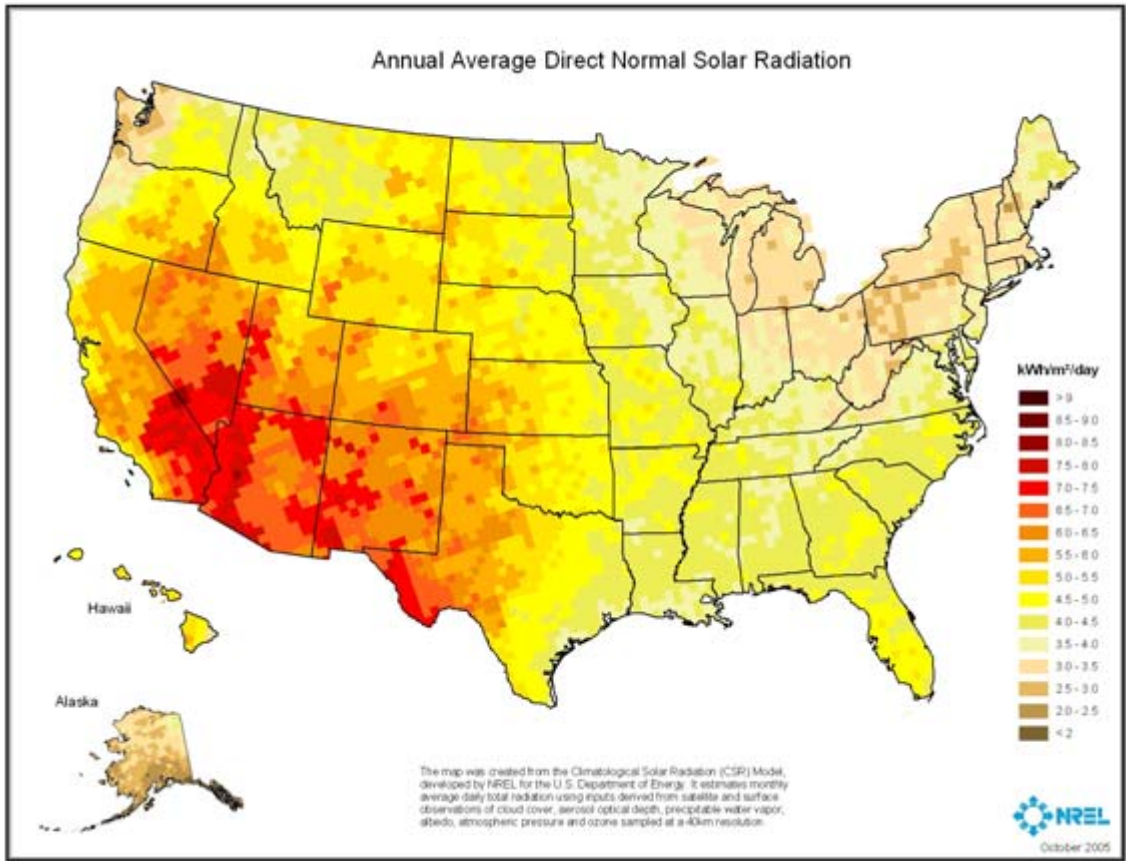 Annual Average Direct Normal Solar Radiation
kWh/m²/day
>9
8.5 - 9.0
8.0 - 8.5
7.5 - 8.0
7.0 - 7.5
6.5 - 7.0
6.0 - 6.5
5.5 - 6.0
5.0 - 5.5
4.5 - 5.0
4.0 - 4.5
3.5 - 4.0
3.0 - 3.5
2.5 - 3.0
2.0 - 2.5
<2
Hawaii
Alaska
The map was created from the Climatological Solar Radiation (CSR) Model,
developed by NREL for the U.S. Department of Energy. It estimates monthly
average daily total radiation using inputs derived from satellite and surface
observations of cloud cover, aerosol optical depth, precipitable water vapor,
albedo, atmospheric pressure and ozone sampled at a 40km resolution.
NREL
October 2005